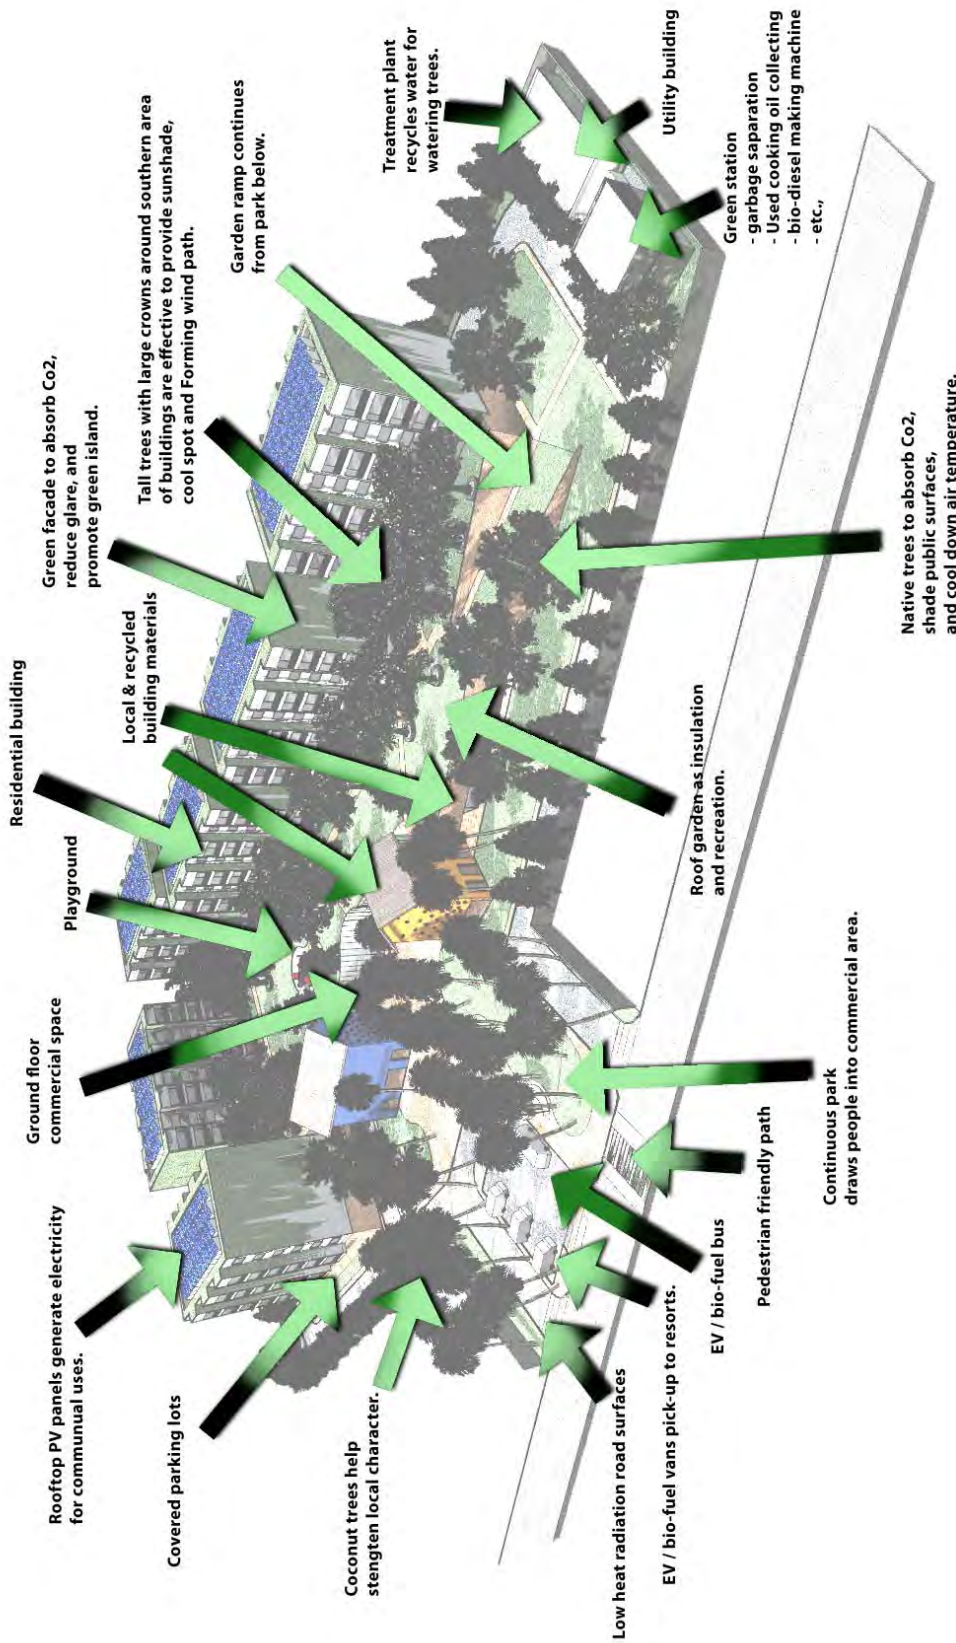 Rooftop PV panels generate electricity
for communual uses.
Covered parking lots
Coconut trees help
stengten local character.
Ground floor
commercial space
Playground
Residential building
Local & recycled
building materials
Green facade to absorb Co2,
reduce glare, and
promote green island.
Tall trees with large crowns around southern area
of buildings are effective to provide sunshade,
cool spot and Forming wind path.
Garden ramp continues
from park below.
Treatment plant
recycles water for
watering trees.
Low heat radiation road surfaces
EV / bio-fuel vans pick-up to resorts.
EV / bio-fuel bus
Pedestrian friendly path
Continuous park
draws people into commercial area.
Roof garden as insulation
and recreation.
Native trees to absorb Co2,
shade public surfaces,
and cool down air temperature.
Green station
- garbage saparation
- Used cooking oil collecting
- bio-diesel making machine
- etc.,
Utility building